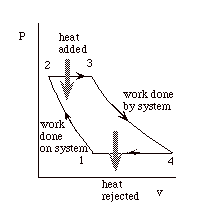 P
heat
added
2
3
work done
by system
work
done
on system
1
4
heat
rejected
v